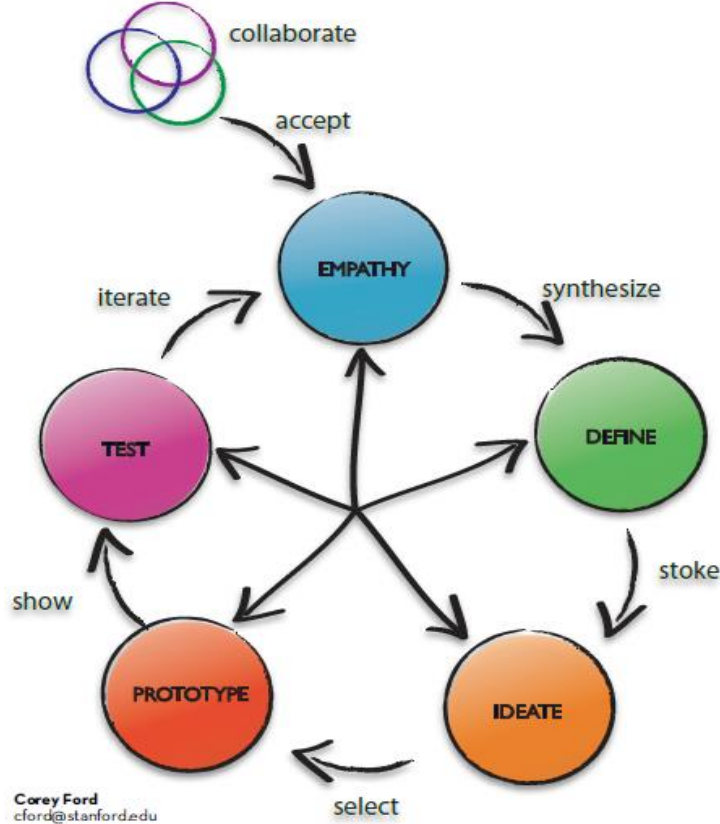 collaborate
accept
EMPATHY
synthesize
iterate
TEST
DEFINE
stoke
show
PROTOTYPE
IDEATE
select
Corey Ford
cford@stanford.edu